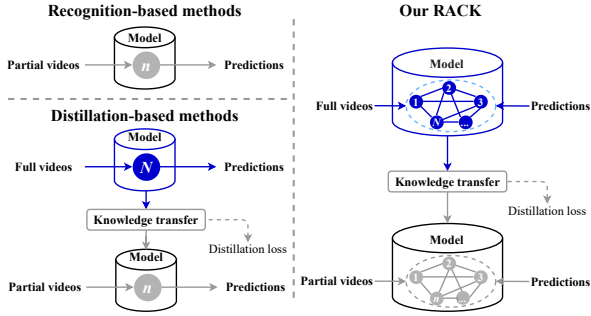 Recognition-based methods
Model
Partial videos
n
Predictions
Distillation-based methods
Model
Full videos
N
Predictions
Knowledge transfer
Distillation loss
Model
Partial videos
n
Predictions
Our RACK
Model
Full videos
1
2
3
N
...
Predictions
Knowledge transfer
Distillation loss
Model
Partial videos
1
2
3
n
...
Predictions